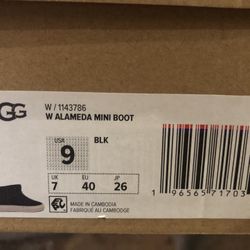 GG
W / 1143786
W ALAMEDA MINI BOOT
USA
9
BLK
UK EU JP
7 40 26
MADE IN CAMBODIA
FABRIQUÉ AU CAMBODGE
1 96565 71703